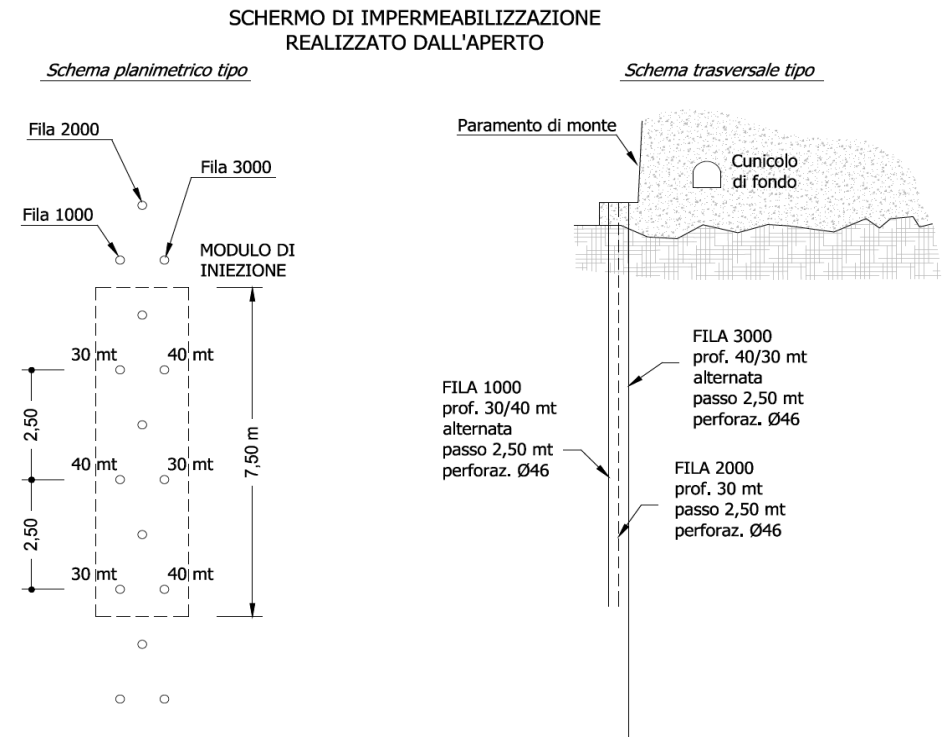 SCHERMO DI IMPERMEABILIZZAZIONE
REALIZZATO DALL'APERTO
Schema planimetrico tipo
Schema trasversale tipo
Fila 2000
Fila 3000
Fila 1000
MODULO DI
INIEZIONE
30 mt
40 mt
2,50
40 mt
30 mt
7,50 m
2,50
30 mt
40 mt
Paramento di monte
Cunicolo
di fondo
FILA 3000
prof. 40/30 mt
alternata
passo 2,50 mt
perforaz. Ø46
FILA 1000
prof. 30/40 mt
alternata
passo 2,50 mt
perforaz. Ø46
FILA 2000
prof. 30 mt
passo 2,50 mt
perforaz. Ø46